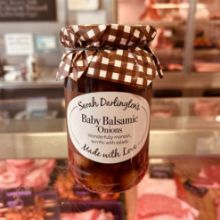 Sarah Darlington's
Baby Balsamic
Onions
wonderfully moreish,
terrific with salads
Made with Love